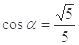 cos α = √5/5